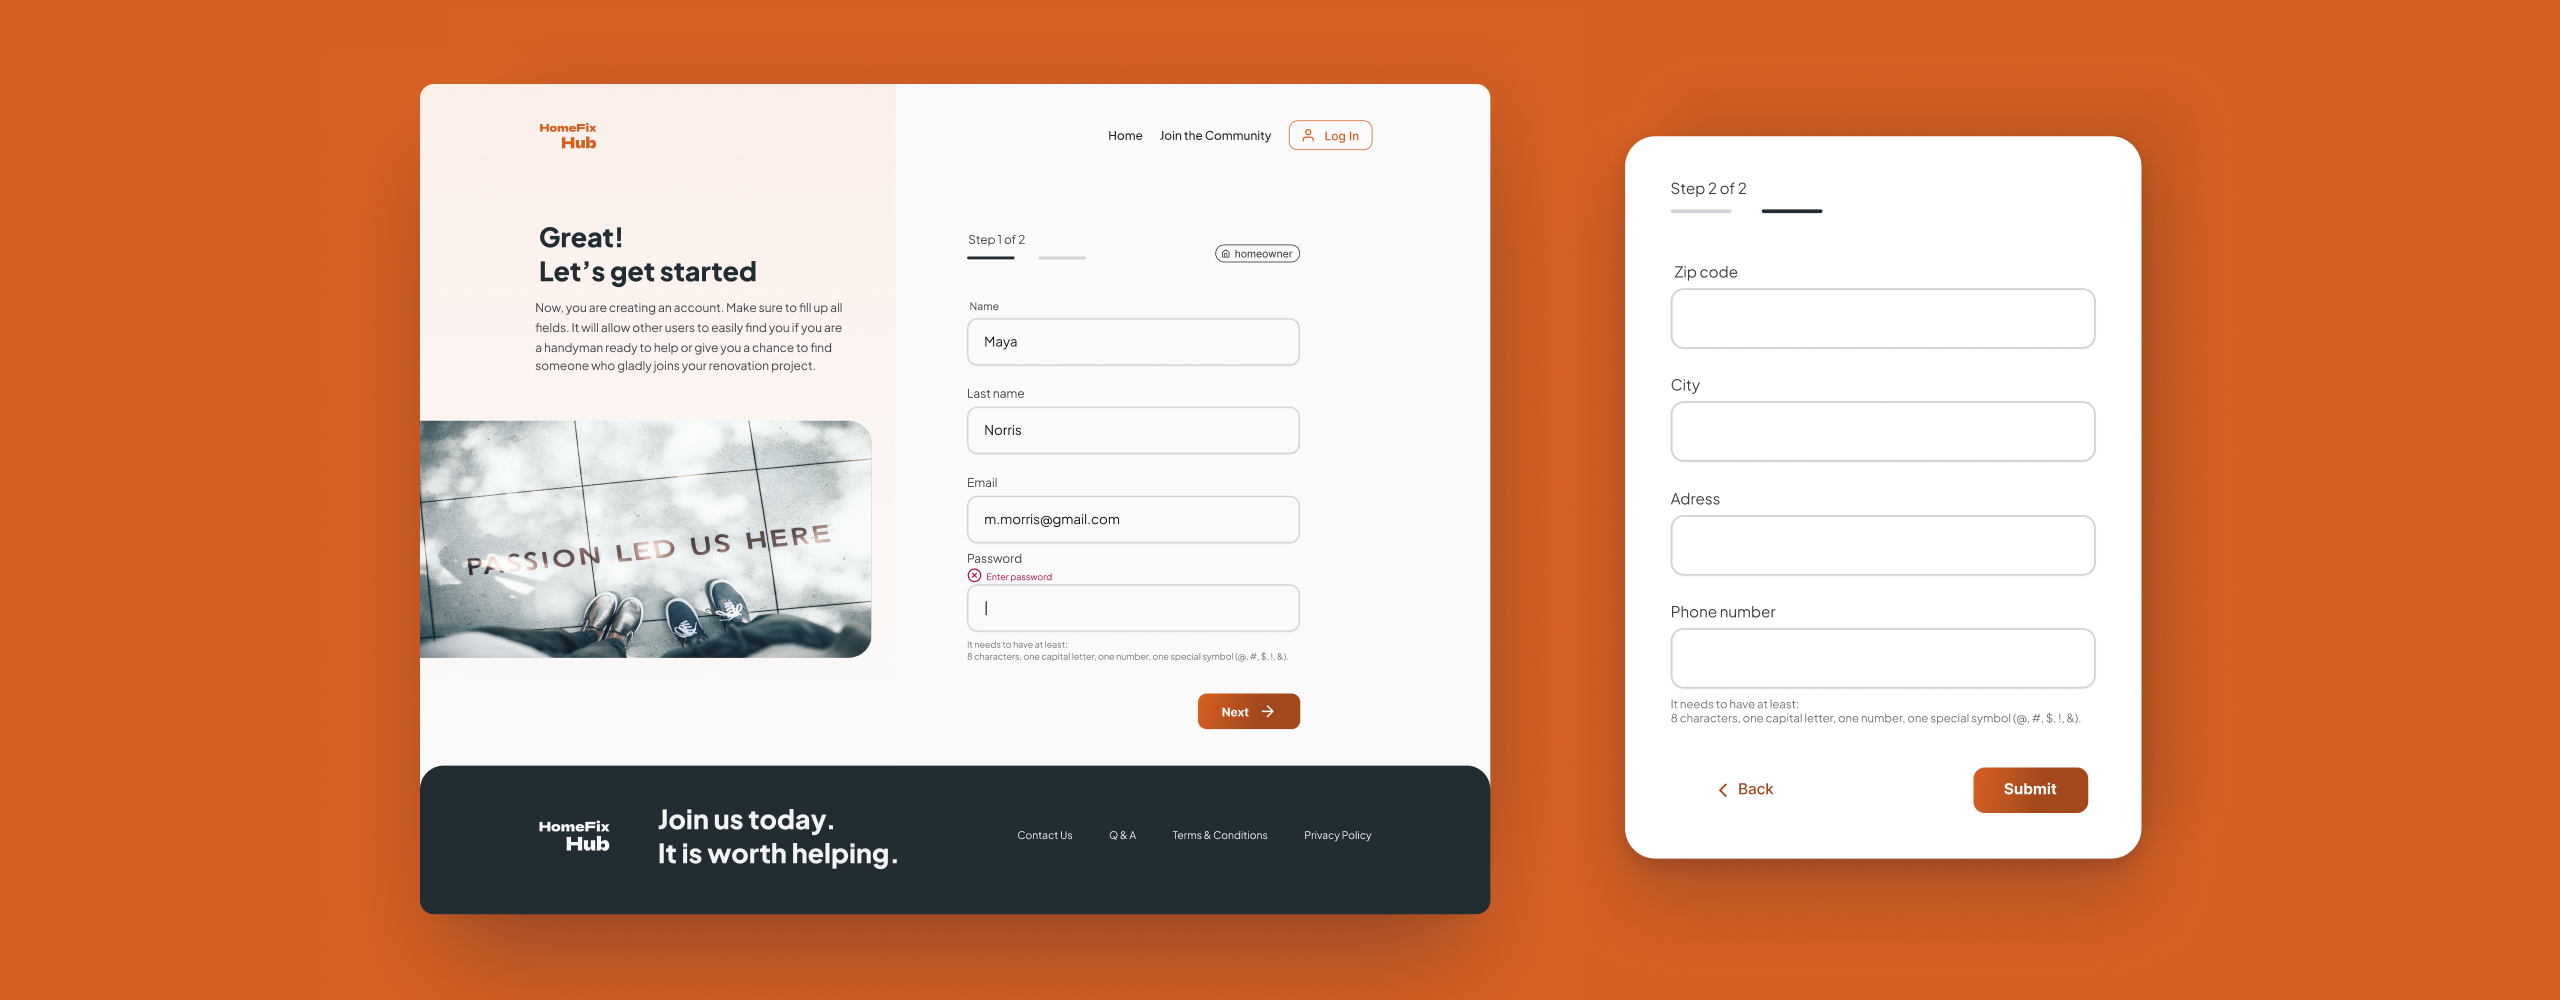 HomeFix
Hub
Home
Join the Community
Log In
Great!
Let's get started
Now, you are creating an account. Make sure to fill up all
fields. It will allow other users to easily find you if you are
a handyman ready to help or give you a chance to find
someone who gladly joins your renovation project.
PASSION LED US HERE
Step 1 of 2
homeowner
Name
Maya
Last name
Norris
Email
m.morris@gmail.com
Password
Enter password
It needs to have at least:
8 characters, one capital letter, one number, one special symbol (@, #, $, !, &).
Next
HomeFix
Hub
Join us today.
It is worth helping.
Contact Us
Q & A
Terms & Conditions
Privacy Policy
Step 2 of 2
Zip code
City
Adress
Phone number
It needs to have at least:
8 characters, one capital letter, one number, one special symbol (@, #, $, !, &).
Back
Submit